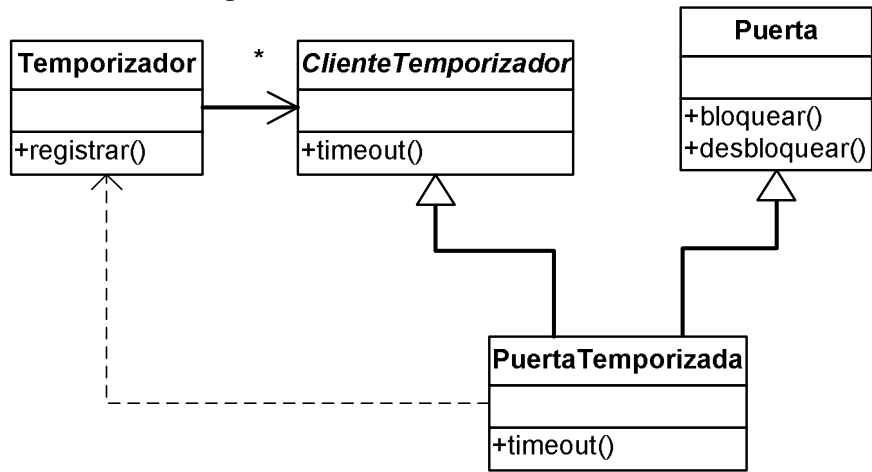 Temporizador
+registrar()
*
ClienteTemporizador
+timeout()
Puerta
+bloquear()
+desbloquear()
PuertaTemporizada
+timeout()